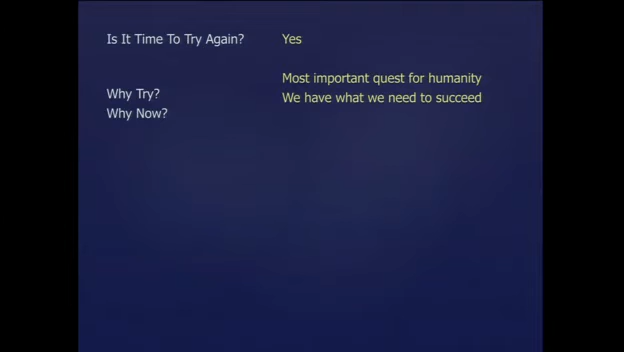 Is It Time To Try Again? Yes
Most important quest for humanity
Why Try?
We have what we need to succeed
Why Now?